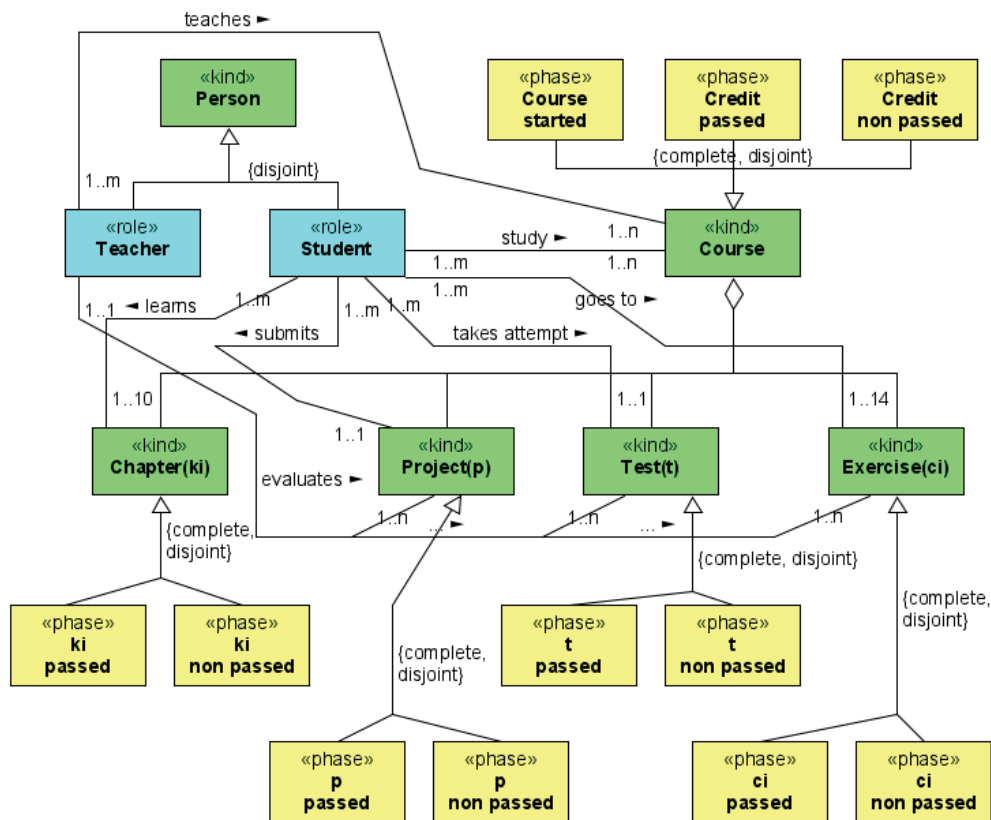 teaches ►
«kind»
Person
«phase»
Course
started
«phase»
Credit
passed
«phase»
Credit
non passed
{disjoint}
{complete, disjoint}
1..m
«role»
Teacher
«role»
Student
study ►
1..n
«kind»
Course
1..m
1..n
1..1
◄ learns
1..m
1..m
1..m
1..m
goes to ►
◄ submits
takes attempt ►
1..10
1..1
1..14
1..1
«kind»
Chapter(ki)
«kind»
Project(p)
«kind»
Test(t)
«kind»
Exercise(ci)
evaluates ►
1..n
... ►
1..n
... ►
1..n
{complete,
disjoint}
{complete, disjoint}
{complete,
disjoint}
«phase»
ki
passed
«phase»
ki
non passed
{complete,
disjoint}
«phase»
t
passed
«phase»
t
non passed
«phase»
p
passed
«phase»
p
non passed
«phase»
ci
passed
«phase»
ci
non passed